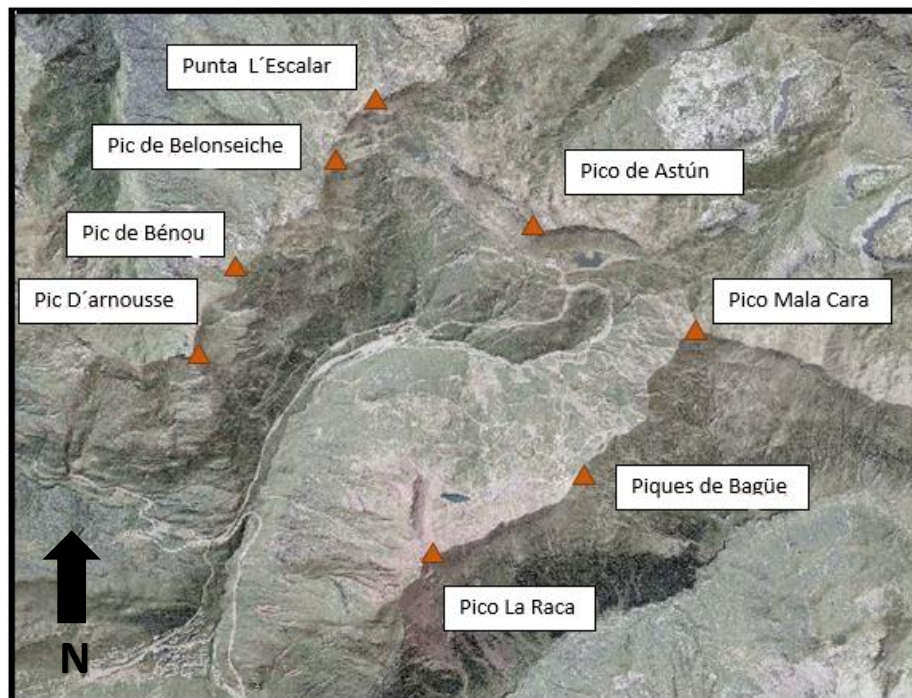 Punta L´Escalar
Pic de Belonseiche
Pico de Astún
Pic de Bénou
Pic D´arnousse
Pico Mala Cara
Piques de Bagüe
Pico La Raca
N